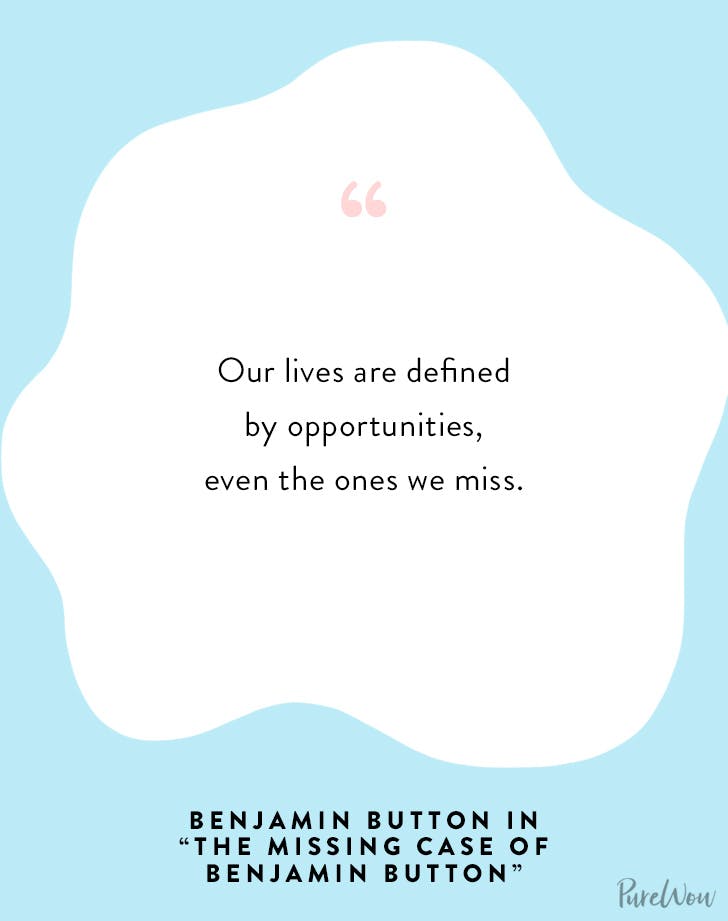 “
Our lives are defined
by opportunities,
even the ones we miss.
BENJAMIN BUTTON IN
“THE MISSING CASE OF
BENJAMIN BUTTON”
PureWow